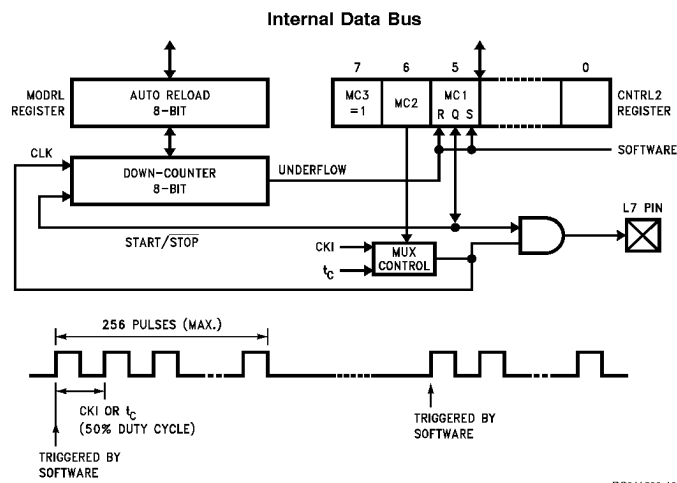 Internal Data Bus
7 6 5 0
MODRL
REGISTER
AUTO RELOAD
8-BIT
MC3
=1
MC2
MC1
R Q S
CNTRL2
REGISTER
CLK
DOWN-COUNTER
8-BIT
UNDERFLOW
SOFTWARE
START/STOP
L7 PIN
CKI
tC
MUX
CONTROL
256 PULSES (MAX.)
CKI OR tC
(50% DUTY CYCLE)
TRIGGERED BY
SOFTWARE
TRIGGERED BY
SOFTWARE